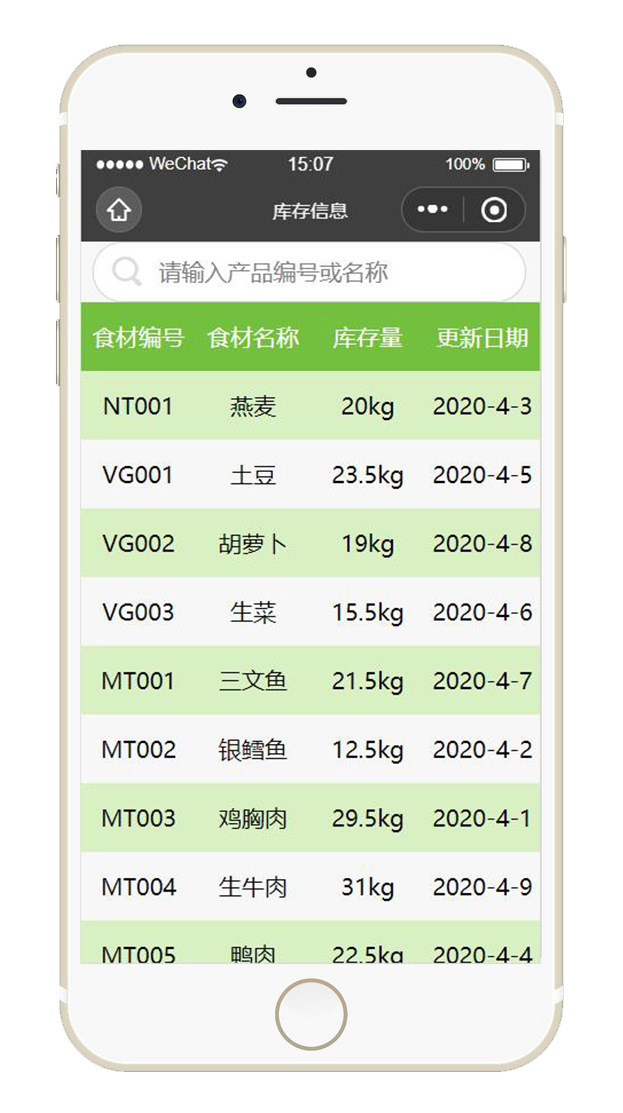 WeChat 15:07 100%
库存信息
请输入产品编号或名称
食材编号 食材名称 库存量 更新日期
NT001 燕麦 20kg 2020-4-3
VG001 土豆 23.5kg 2020-4-5
VG002 胡萝卜 19kg 2020-4-8
VG003 生菜 15.5kg 2020-4-6
MT001 三文鱼 21.5kg 2020-4-7
MT002 银鳕鱼 12.5kg 2020-4-2
MT003 鸡胸肉 29.5kg 2020-4-1
MT004 生牛肉 31kg 2020-4-9
MT005 鸭肉 22.5kg 2020-4-4